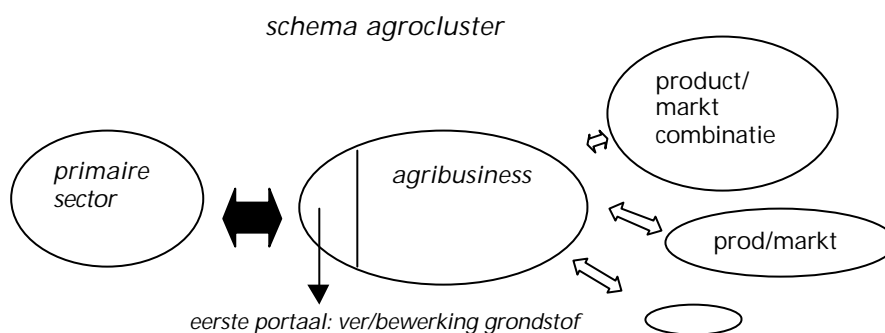 schema agrocluster
product/
markt
combinatie
primaire
sector
agribusiness
prod/markt
eerste portaal: ver/bewerking grondstof